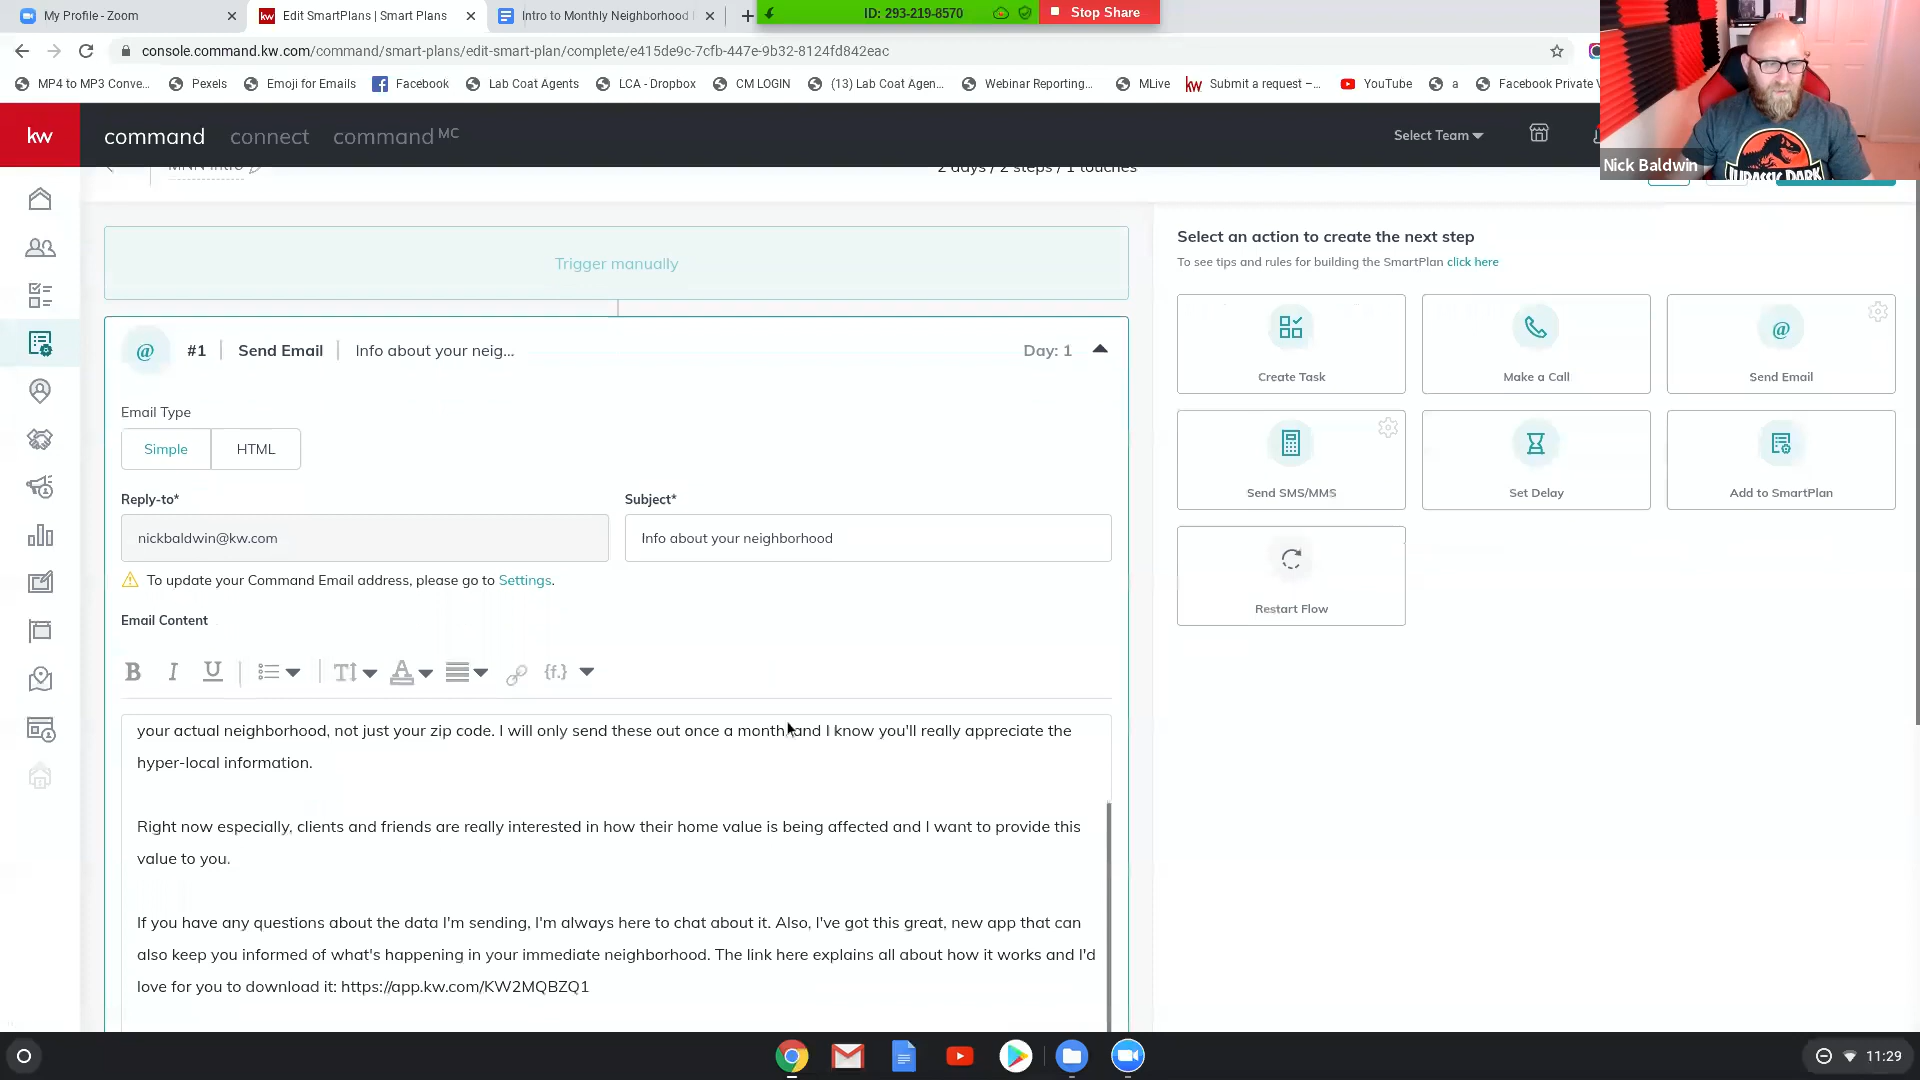 My Profile - Zoom
Edit SmartPlans | Smart Plans
Intro to Monthly Neighborhood
ID: 293-219-8570
Stop Share
console.command.kw.com/command/smart-plans/edit-smart-plan/complete/e415de9c-7cfb-447e-9b32-8124fd842eac
MP4 to MP3 Conve...
Pexels
Emoji for Emails
Facebook
Lab Coat Agents
LCA - Dropbox
CM LOGIN
(13) Lab Coat Agen...
Webinar Reporting...
MLive
Submit a request –...
YouTube
a
Facebook Private V
kw
command
connect
command MC
Select Team
Nick Baldwin
JURASSIC PARK
MNN Intro
2 days / 2 steps / 1 touches
Trigger manually
#1
Send Email
Info about your neig...
Day: 1
Email Type
Simple
HTML
Reply-to*
Subject*
nickbaldwin@kw.com
Info about your neighborhood
To update your Command Email address, please go to Settings.
Email Content
B I U
{f.}
your actual neighborhood, not just your zip code. I will only send these out once a month and I know you'll really appreciate the
hyper-local information.
Right now especially, clients and friends are really interested in how their home value is being affected and I want to provide this
value to you.
If you have any questions about the data I'm sending, I'm always here to chat about it. Also, I've got this great, new app that can
also keep you informed of what's happening in your immediate neighborhood. The link here explains all about how it works and I'd
love for you to download it: https://app.kw.com/KW2MQBZQ1
Select an action to create the next step
To see tips and rules for building the SmartPlan click here
Create Task
Make a Call
Send Email
Send SMS/MMS
Set Delay
Add to SmartPlan
Restart Flow
11:29